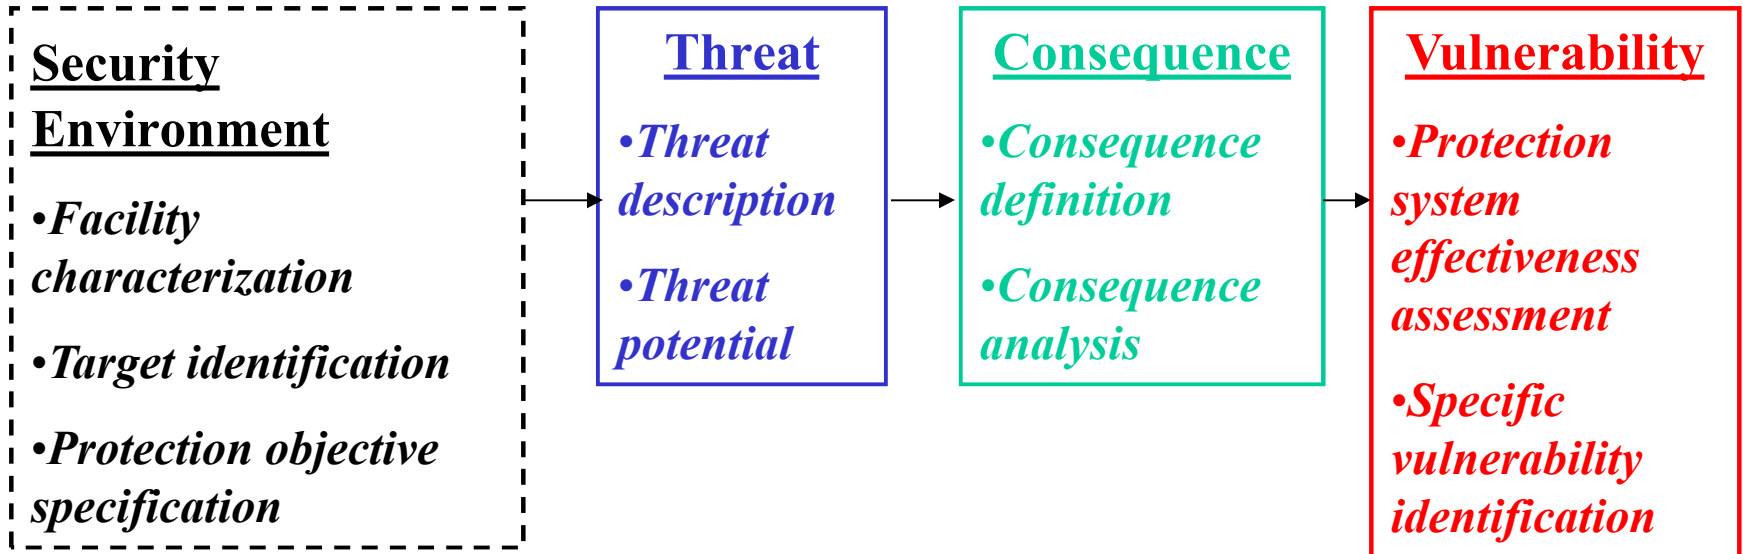 Security
Environment
•Facility
characterization
•Target identification
•Protection objective
specification
Threat
•Threat
description
•Threat
potential
Consequence
•Consequence
definition
•Consequence
analysis
Vulnerability
•Protection
system
effectiveness
assessment
•Specific
vulnerability
identification